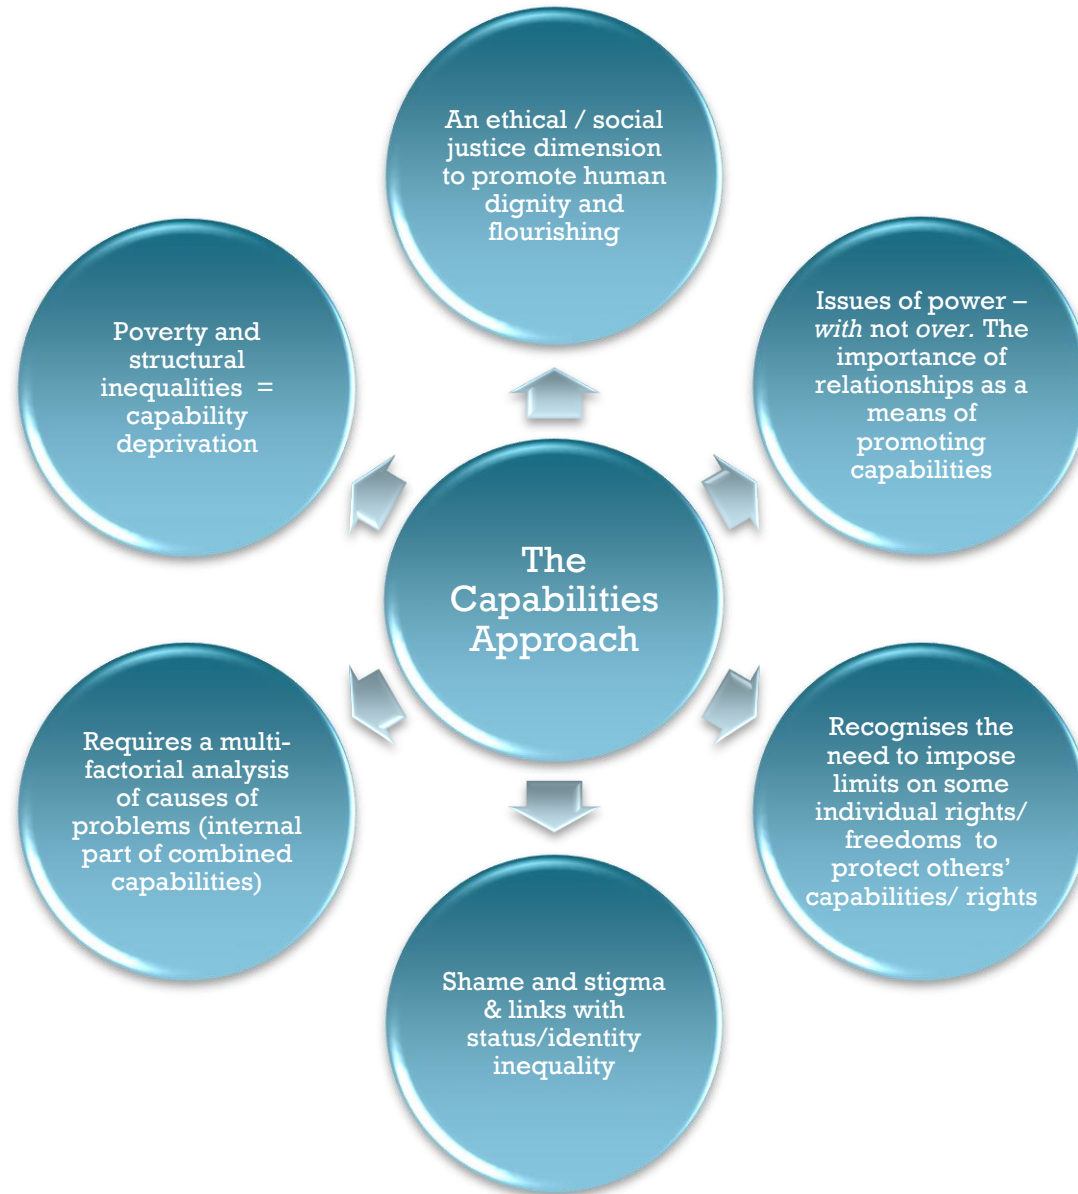 An ethical / social
justice dimension
to promote human
dignity and
flourishing
Issues of power –
with not over. The
importance of
relationships as a
means of
promoting
capabilities
Recognises the
need to impose
limits on some
individual rights/
freedoms to
protect others’
capabilities/ rights
Shame and stigma
& links with
status/identity
inequality
Requires a multi-
factorial analysis
of causes of
problems (internal
part of combined
capabilities)
Poverty and
structural
inequalities =
capability
deprivation
The
Capabilities
Approach